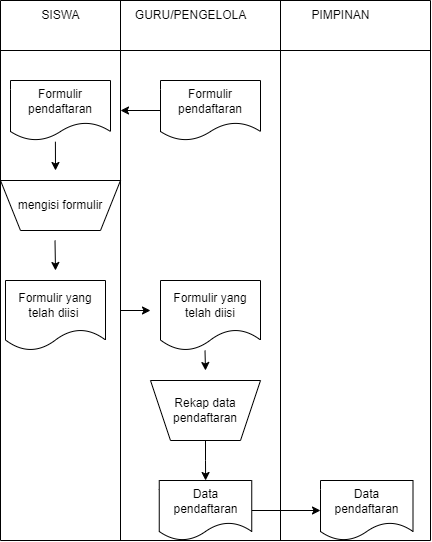 SISWA
GURU/PENGELOLA
PIMPINAN
Formulir
pendaftaran
Formulir
pendaftaran
mengisi formulir
Formulir yang
telah diisi
Formulir yang
telah diisi
Rekap data
pendaftaran
Data
pendaftaran
Data
pendaftaran